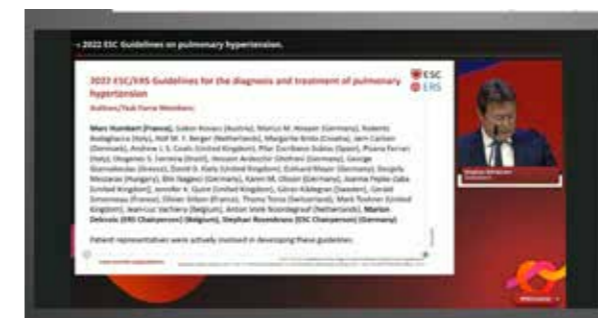 2022 ESC Guidelines on pulmonary hypertension.
2022 ESC/ERS Guidelines for the diagnosis and treatment of pulmonary
hypertension
ESC
ERS
Authors/Task Force Members:
Marc Humbert (France), Gabor Kovacs (Austria), Marius M. Hoeper (Germany), Roberto
Badagliacca (Italy), Rolf M. F. Berger (Netherlands), Margarita Brida (Croatia), Jørn Carlsen
(Denmark), Andrew J. S. Coats (United Kingdom), Pilar Escribano-Subias (Spain), Pisana Ferrari
(Italy), Diogenes S. Ferreira (Brazil), Hossein Ardeschir Ghofrani (Germany), George
Giannakoulas (Greece), David G. Kiely (United Kingdom), Eckhard Mayer (Germany), Gergely
Meszaros (Hungary), Blin Nagavci (Germany), Karen M. Olsson (Germany), Joanna Pepke-Zaba
(United Kingdom), Jennifer K. Quint (United Kingdom), Göran Rådegran (Sweden), Gerald
Simonneau (France), Olivier Sitbon (France), Thomy Tonia (Switzerland), Mark Toshner (United
Kingdom), Jean-Luc Vachiery (Belgium), Anton Vonk Noordegraaf (Netherlands), Marion
Delcroix (ERS Chairperson) (Belgium), Stephan Rosenkranz (ESC Chairperson) (Germany)
Patient representatives were actively involved in developing these guidelines.
Stephan Rosenkranz